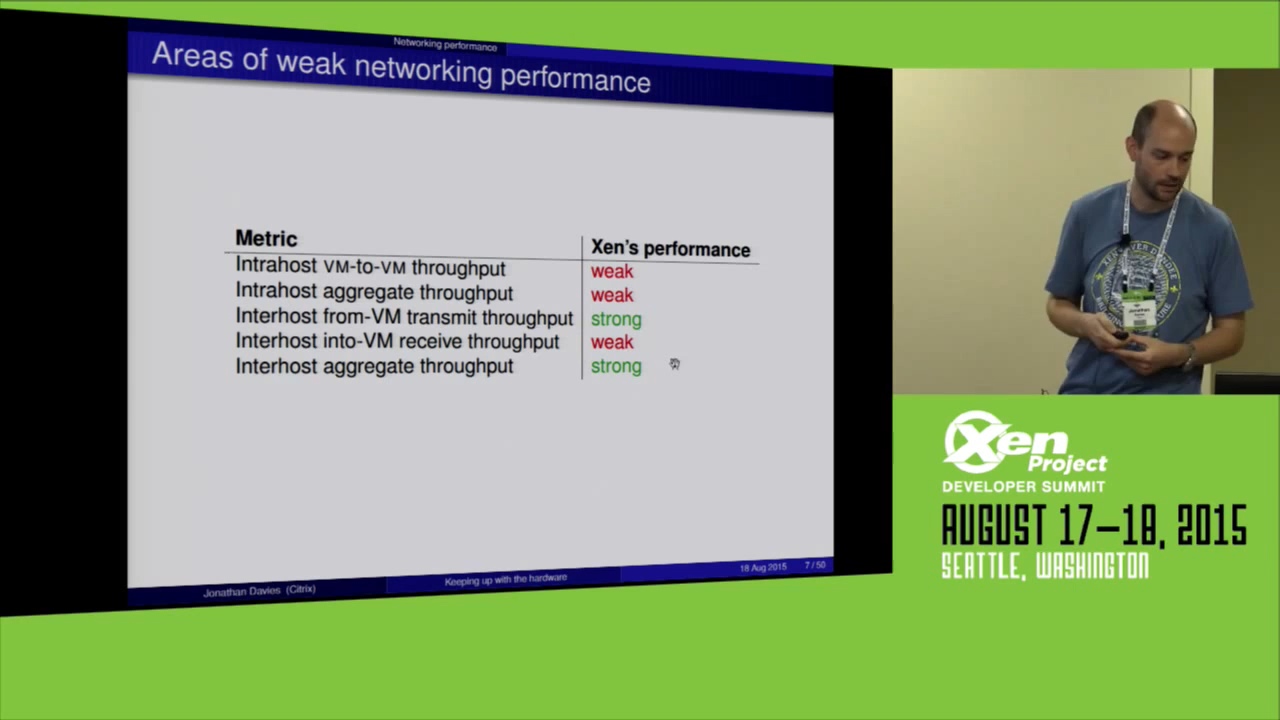 Networking performance
Areas of weak networking performance
Metric Xen's performance
Intrahost VM-to-VM throughput weak
Intrahost aggregate throughput weak
Interhost from-VM transmit throughput strong
Interhost into-VM receive throughput weak
Interhost aggregate throughput strong
Jonathan Davies (Citrix) Keeping up with the hardware 18 Aug 2015 7 / 50
Jonathan
Xen
Project
DEVELOPER SUMMIT
AUGUST 17–18, 2015
SEATTLE, WASHINGTON